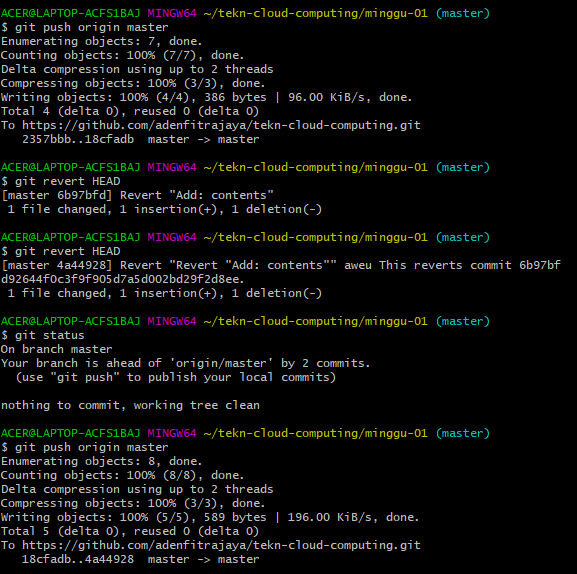 ACER@LAPTOP-ACFS1BAJ MINGW64 ~/tekn-cloud-computing/minggu-01 (master)
$ git push origin master
Enumerating objects: 7, done.
Counting objects: 100% (7/7), done.
Delta compression using up to 2 threads
Compressing objects: 100% (3/3), done.
Writing objects: 100% (4/4), 386 bytes | 96.00 KiB/s, done.
Total 4 (delta 0), reused 0 (delta 0)
To https://github.com/adenfitrajaya/tekn-cloud-computing.git
   2357bbb..18cfadb  master -> master

ACER@LAPTOP-ACFS1BAJ MINGW64 ~/tekn-cloud-computing/minggu-01 (master)
$ git revert HEAD
[master 6b97bfd] Revert "Add: contents"
 1 file changed, 1 insertion(+), 1 deletion(-)

ACER@LAPTOP-ACFS1BAJ MINGW64 ~/tekn-cloud-computing/minggu-01 (master)
$ git revert HEAD
[master 4a44928] Revert "Revert "Add: contents"" aweu This reverts commit 6b97bf
d92644f0c3f9f905d7a5d002bd29f2d8ee.
 1 file changed, 1 insertion(+), 1 deletion(-)

ACER@LAPTOP-ACFS1BAJ MINGW64 ~/tekn-cloud-computing/minggu-01 (master)
$ git status
On branch master
Your branch is ahead of 'origin/master' by 2 commits.
  (use "git push" to publish your local commits)

nothing to commit, working tree clean

ACER@LAPTOP-ACFS1BAJ MINGW64 ~/tekn-cloud-computing/minggu-01 (master)
$ git push origin master
Enumerating objects: 8, done.
Counting objects: 100% (8/8), done.
Delta compression using up to 2 threads
Compressing objects: 100% (3/3), done.
Writing objects: 100% (5/5), 589 bytes | 196.00 KiB/s, done.
Total 5 (delta 0), reused 0 (delta 0)
To https://github.com/adenfitrajaya/tekn-cloud-computing.git
   18cfadb..4a44928  master -> master